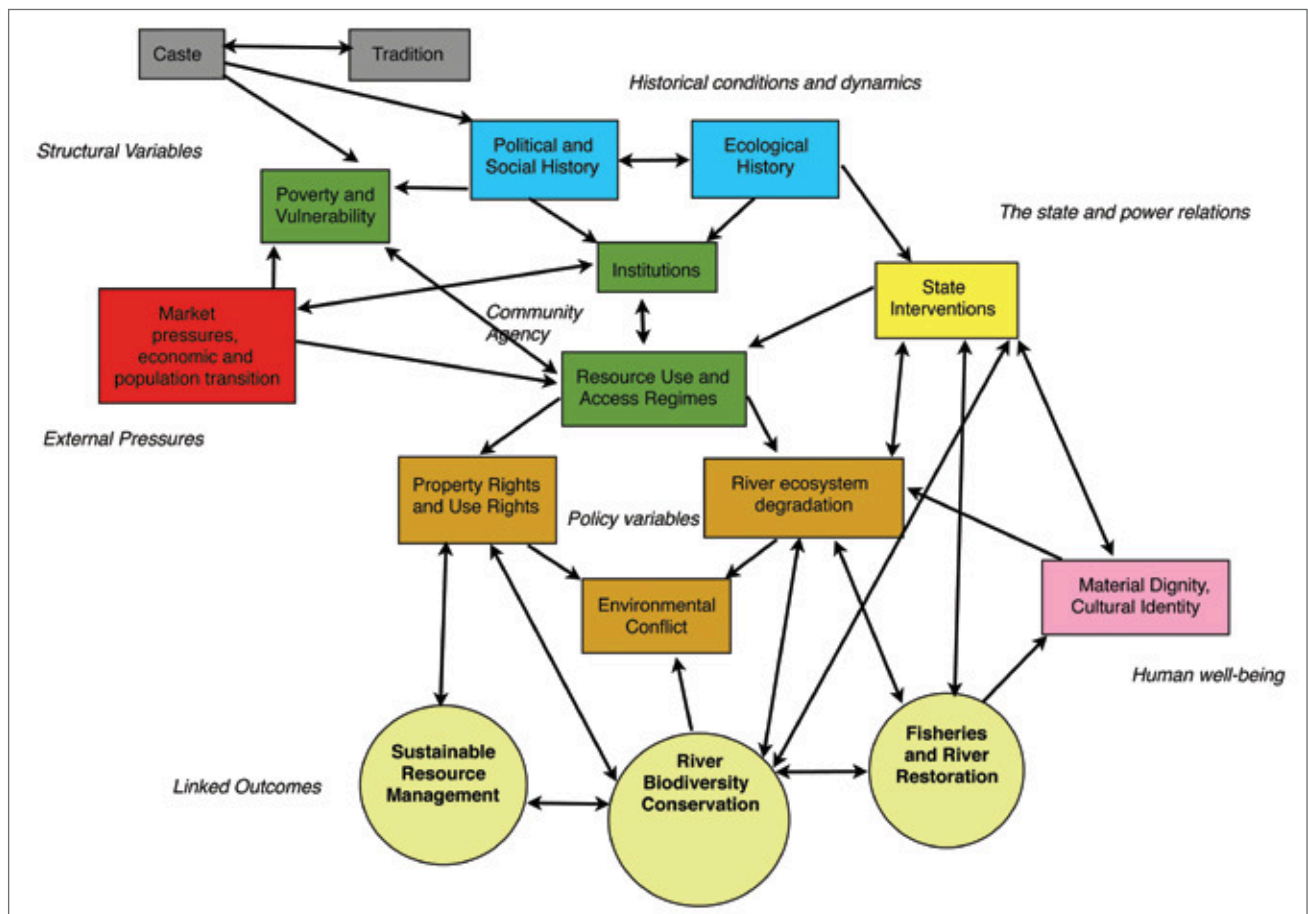 Caste
Tradition
Historical conditions and dynamics
Structural Variables
Political and
Social History
Ecological
History
Poverty and
Vulnerability
The state and power relations
Institutions
State
Interventions
Market
pressures,
economic and
population transition
Community
Agency
Resource Use and
Access Regimes
External Pressures
Property Rights
and Use Rights
River ecosystem
degradation
Policy variables
Environmental
Conflict
Material Dignity,
Cultural Identity
Human well-being
Linked Outcomes
Sustainable
Resource
Management
River
Biodiversity
Conservation
Fisheries
and River
Restoration